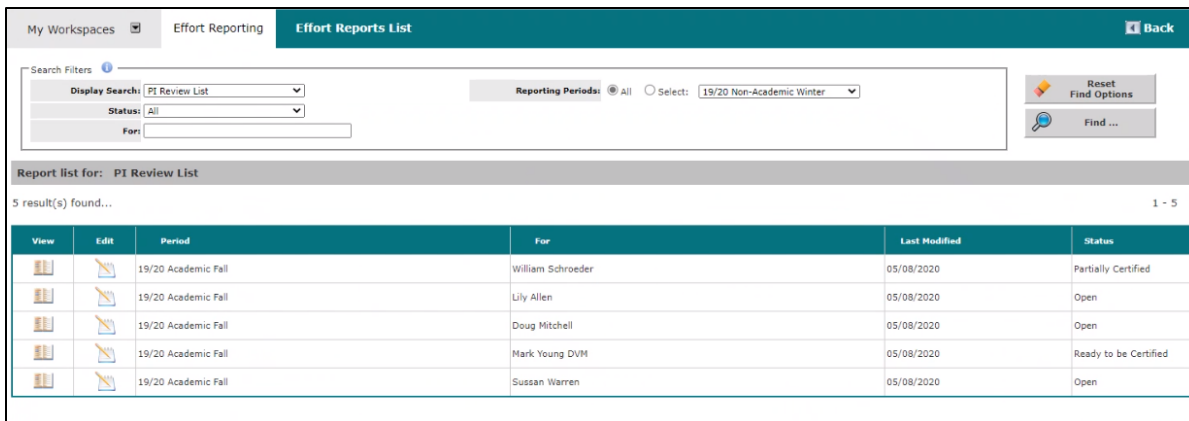 My Workspaces Effort Reporting Effort Reports List Back
Search Filters
Display Search: PI Review List Reporting Periods: All Select: 19/20 Non-Academic Winter Reset Find Options
Status: All
For: Find ...
Report list for: PI Review List
5 result(s) found... 1 - 5
View Edit Period For Last Modified Status
19/20 Academic Fall William Schroeder 05/08/2020 Partially Certified
19/20 Academic Fall Lily Allen 05/08/2020 Open
19/20 Academic Fall Doug Mitchell 05/08/2020 Open
19/20 Academic Fall Mark Young DVM 05/08/2020 Ready to be Certified
19/20 Academic Fall Sussan Warren 05/08/2020 Open